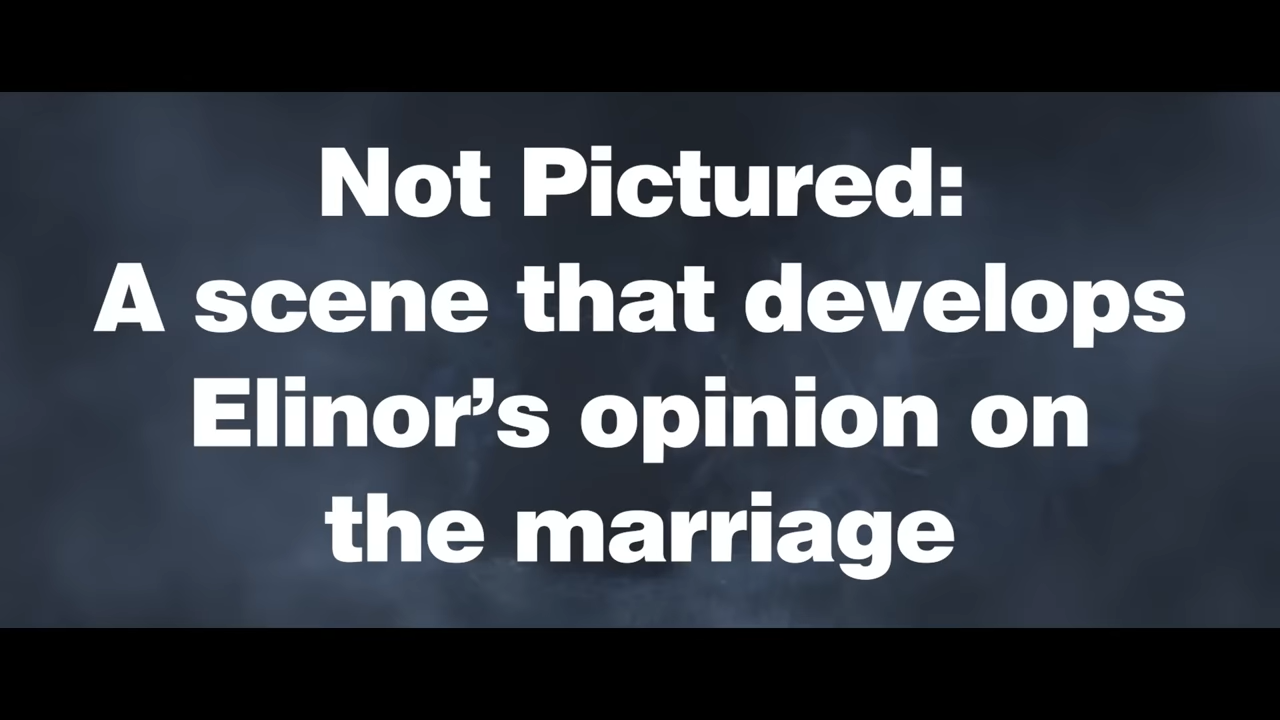 Not Pictured:
A scene that develops
Elinor’s opinion on
the marriage